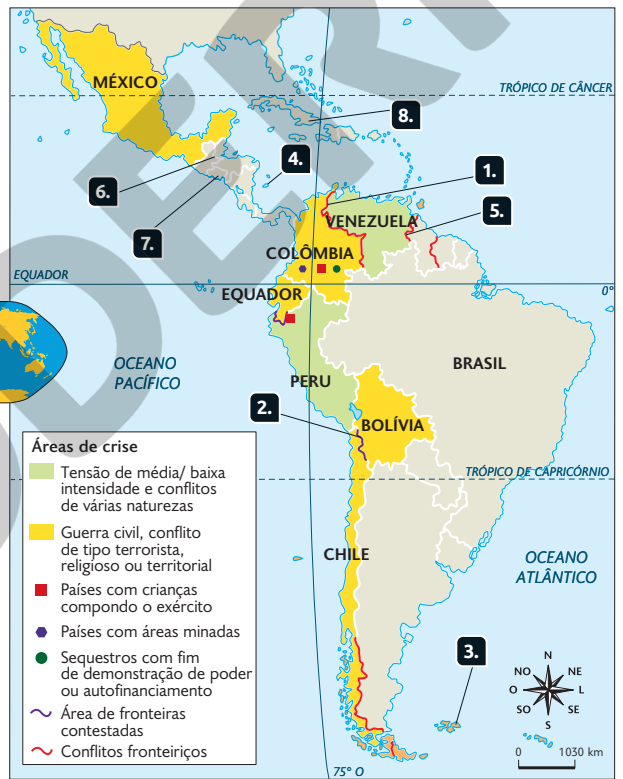 MÉXICO
TRÓPICO DE CÂNCER
8.
4.
1.
6.
5.
7.
VENEZUELA
COLÔMBIA
EQUADOR
0°
EQUADOR
OCEANO
PACÍFICO
BRASIL
PERU
2.
BOLÍVIA
TRÓPICO DE CAPRICÓRNIO
CHILE
OCEANO
ATLÂNTICO
3.
Áreas de crise
Tensão de média/ baixa
intensidade e conflitos
de várias naturezas
Guerra civil, conflito
de tipo terrorista,
religioso ou territorial
Países com crianças
compondo o exército
Países com áreas minadas
Sequestros com fim
de demonstração de poder
ou autofinanciamento
Área de fronteiras
contestadas
Conflitos fronteiriços
N
NO NE
O L
SO SE
S
0 1030 km
75° O